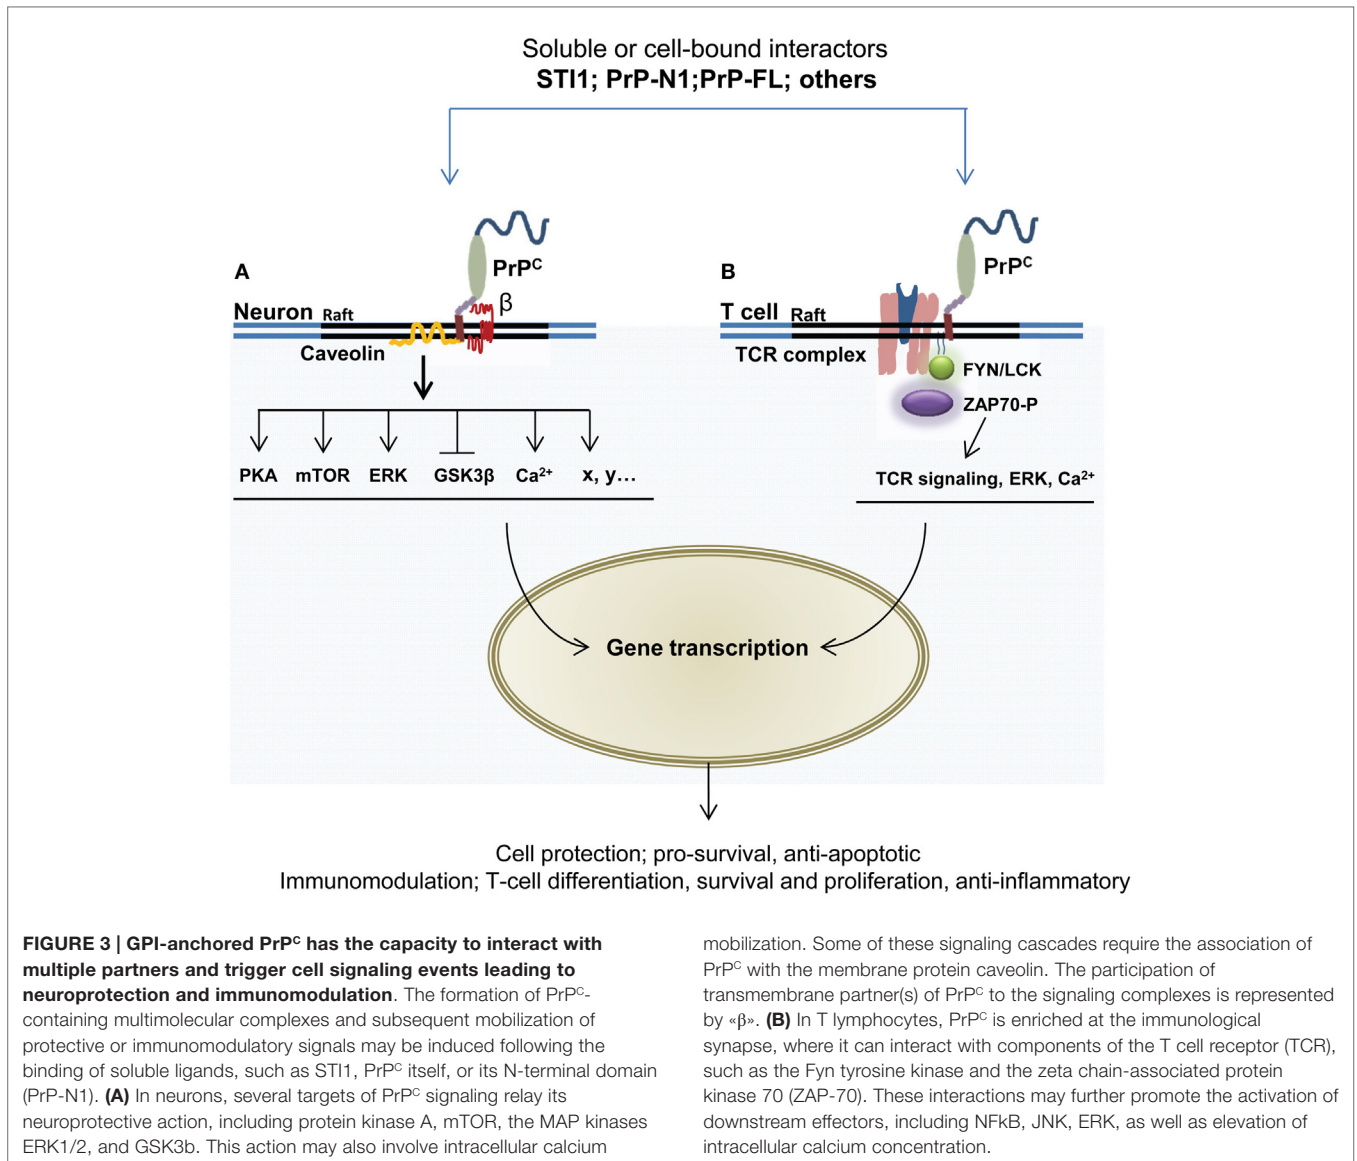 Soluble or cell-bound interactors
STI1; PrP-N1;PrP-FL; others
A
PrPᶜ
β
Neuron Raft
Caveolin
PKA mTOR ERK GSK3β Ca²⁺ x, y...
B
PrPᶜ
T cell Raft
TCR complex
FYN/LCK
ZAP70-P
TCR signaling, ERK, Ca²⁺
Gene transcription
Cell protection; pro-survival, anti-apoptotic
Immunomodulation; T-cell differentiation, survival and proliferation, anti-inflammatory
FIGURE 3 | GPI-anchored PrPᶜ has the capacity to interact with
multiple partners and trigger cell signaling events leading to
neuroprotection and immunomodulation. The formation of PrPᶜ-
containing multimolecular complexes and subsequent mobilization of
protective or immunomodulatory signals may be induced following the
binding of soluble ligands, such as STI1, PrPᶜ itself, or its N-terminal domain
(PrP-N1). (A) In neurons, several targets of PrPᶜ signaling relay its
neuroprotective action, including protein kinase A, mTOR, the MAP kinases
ERK1/2, and GSK3b. This action may also involve intracellular calcium
mobilization. Some of these signaling cascades require the association of
PrPᶜ with the membrane protein caveolin. The participation of
transmembrane partner(s) of PrPᶜ to the signaling complexes is represented
by «β». (B) In T lymphocytes, PrPᶜ is enriched at the immunological
synapse, where it can interact with components of the T cell receptor (TCR),
such as the Fyn tyrosine kinase and the zeta chain-associated protein
kinase 70 (ZAP-70). These interactions may further promote the activation of
downstream effectors, including NFkB, JNK, ERK, as well as elevation of
intracellular calcium concentration.